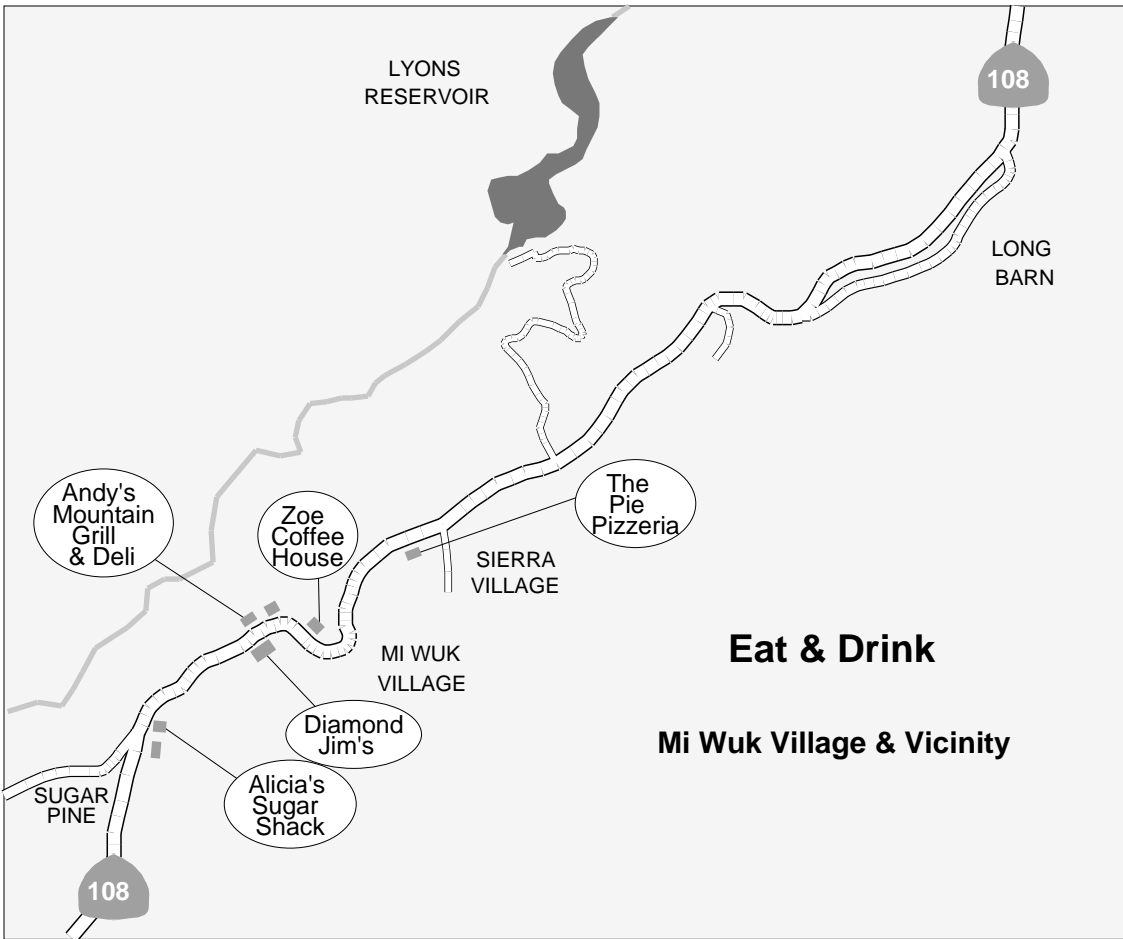 108
LYONS
RESERVOIR
LONG
BARN
Andy's
Mountain
Grill
& Deli
Zoe
Coffee
House
The
Pie
Pizzeria
SIERRA
VILLAGE
MI WUK
VILLAGE
Eat & Drink
Mi Wuk Village & Vicinity
Diamond
Jim's
Alicia's
Sugar
Shack
SUGAR
PINE
108